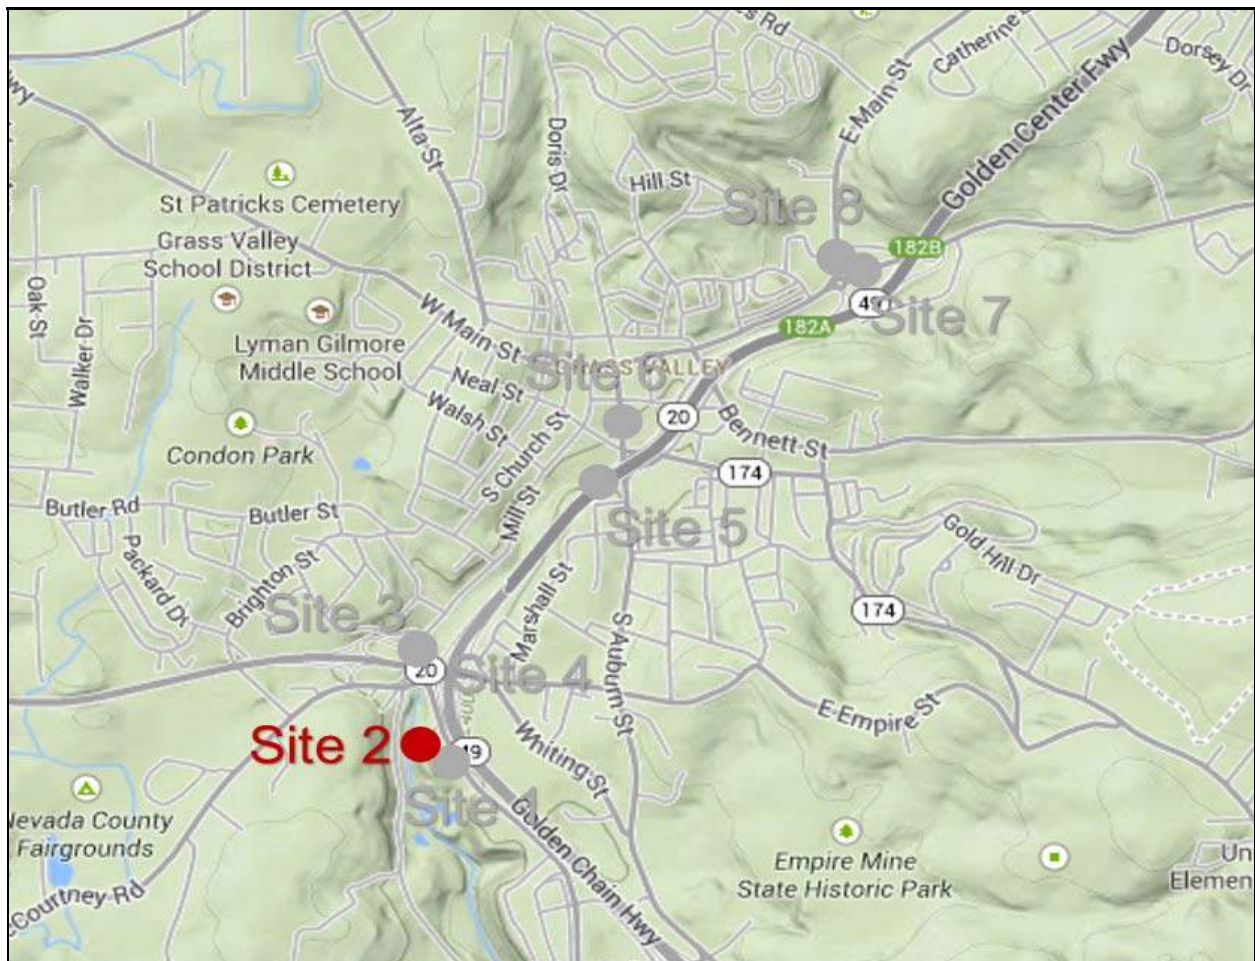 es Rd
E Main St
Catherine
Dorsey Dr
Golden Center Fwy
wy
Alta St
Doris Dr
Hill St
St Patricks Cemetery
Site 8
Grass Valley
School District
182B
Oak St
Walker Dr
49
Site 7
W Main St
182A
Lyman Gilmore
Middle School
Site 6
GRASS VALLEY
Neal St
Walsh St
20
Bennett St
S Church St
Condon Park
174
Mill St
Butler Rd
Butler St
Site 5
Gold Hill Dr
Packard Dr
Brighton St
Marshall St
174
Site 3
S Auburn St
20
Site 4
E Empire St
Site 2
49
Whiting St
Site 1
Golden Chain Hwy
Nevada County
Fairgrounds
Empire Mine
State Historic Park
Un
Elemen
cCourtney Rd